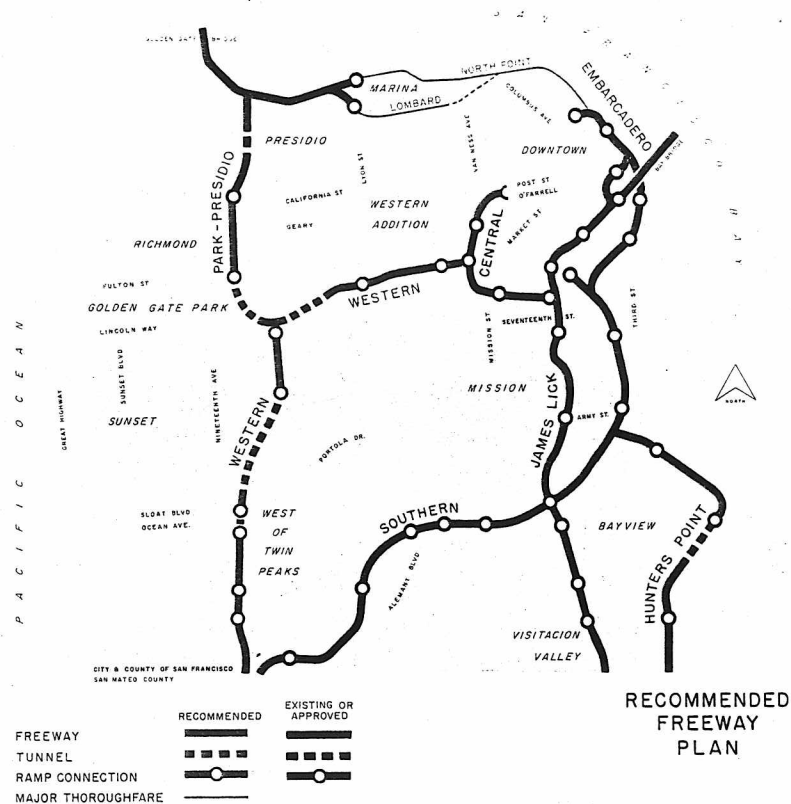 SAN FRANCISCO BAY
GOLDEN GATE BRIDGE
NORTH POINT
MARINA
LOMBARD
COLUMBUS AVE
EMBARCADERO
PRESIDIO
LYON ST
VAN NESS AVE
DOWNTOWN
BAY BRIDGE
PARK-PRESIDIO
CALIFORNIA ST
WESTERN
ADDITION
POST ST
O'FARRELL
GEARY
MARKET ST
RICHMOND
CENTRAL
FULTON ST
GOLDEN GATE PARK
LINCOLN WAY
WESTERN
MISSION ST
SEVENTEENTH ST.
THIRD ST
PACIFIC OCEAN
GREAT HIGHWAY
SUNSET BLVD
SUNSET
NINETEENTH AVE
WESTERN
PORTOLA DR.
MISSION
JAMES LICK
ARMY ST.
NORTH
SLOAT BLVD
OCEAN AVE.
WEST
OF
TWIN
PEAKS
SOUTHERN
ALEMANY BLVD
BAYVIEW
HUNTERS POINT
VISITACION
VALLEY
CITY & COUNTY OF SAN FRANCISCO
SAN MATEO COUNTY
RECOMMENDED
FREEWAY
PLAN
RECOMMENDED
EXISTING OR
APPROVED
FREEWAY
TUNNEL
RAMP CONNECTION
MAJOR THOROUGHFARE